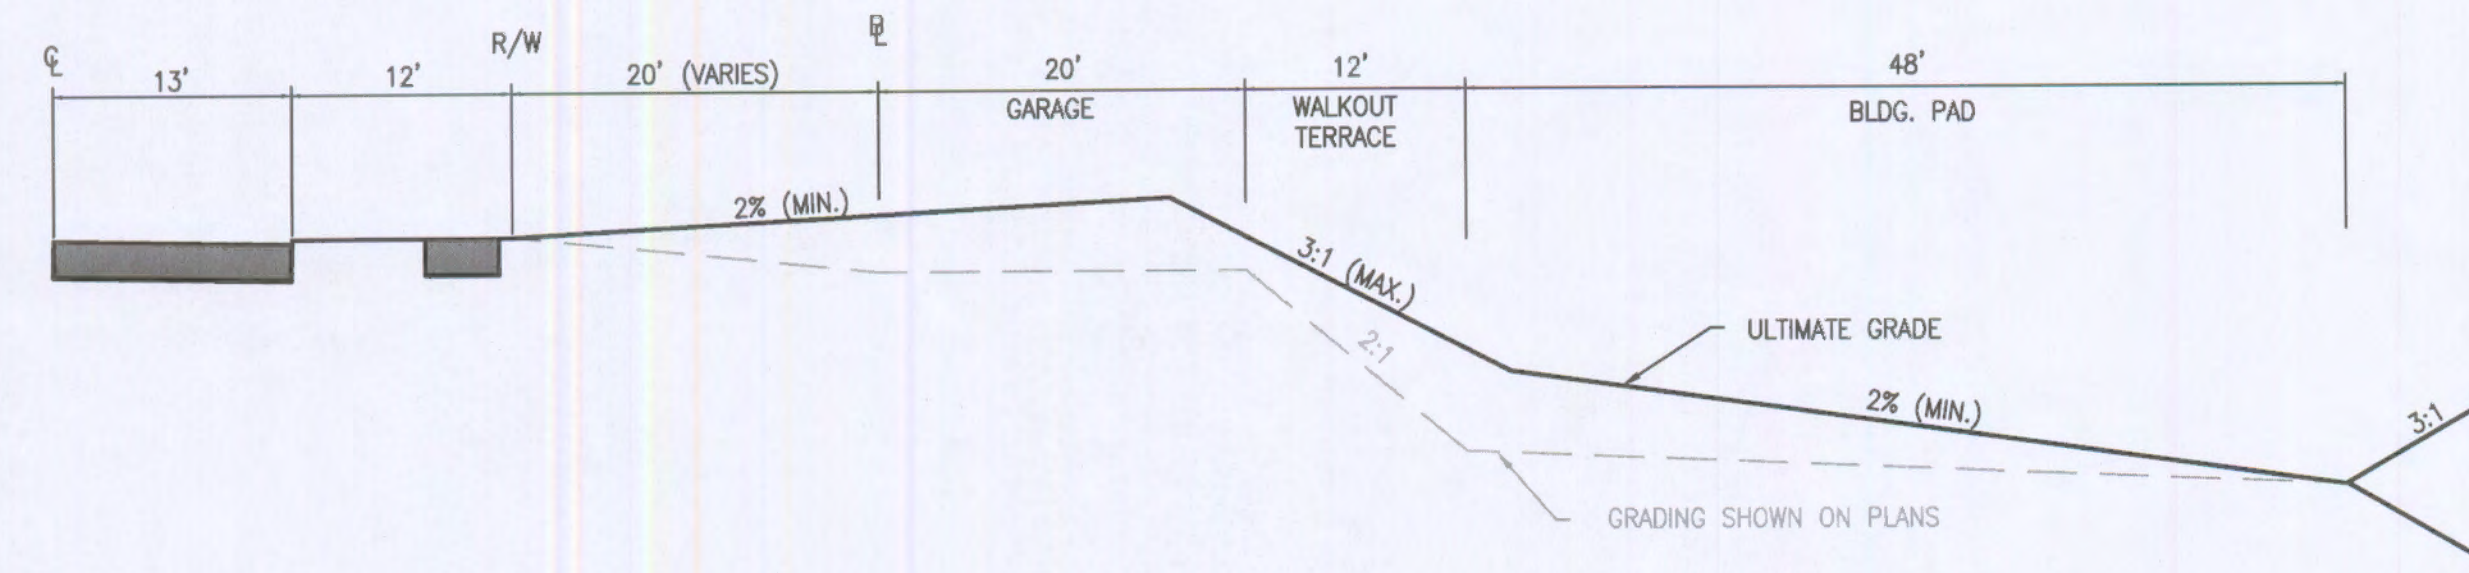 ℄
R/W
⅊
13'
12'
20' (VARIES)
20'
12'
48'
GARAGE
WALKOUT
TERRACE
BLDG. PAD
2% (MIN.)
3:1 (MAX.)
2:1
ULTIMATE GRADE
2% (MIN.)
3:1
GRADING SHOWN ON PLANS